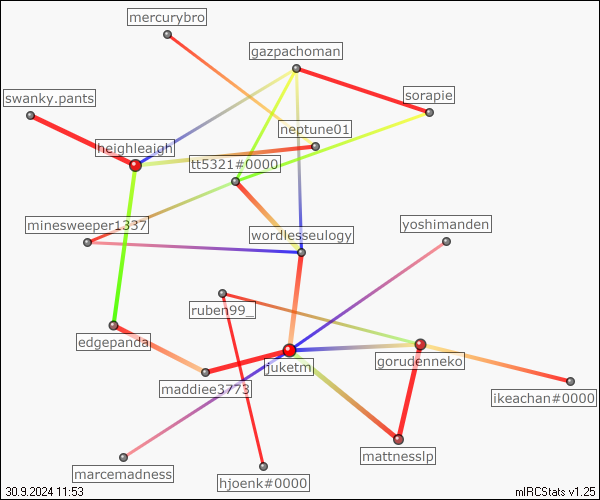 mercurybro
gazpachoman
swanky.pants
sorapie
neptune01
heighleaigh
tt5321#0000
minesweeper1337
yoshimanden
wordlesseulogy
ruben99_
edgepanda
gorudenneko
juketm
maddiee3773
ikeachan#0000
mattnesslp
marcemadness
hjoenk#0000
30.9.2024 11:53
mIRCStats v1.25